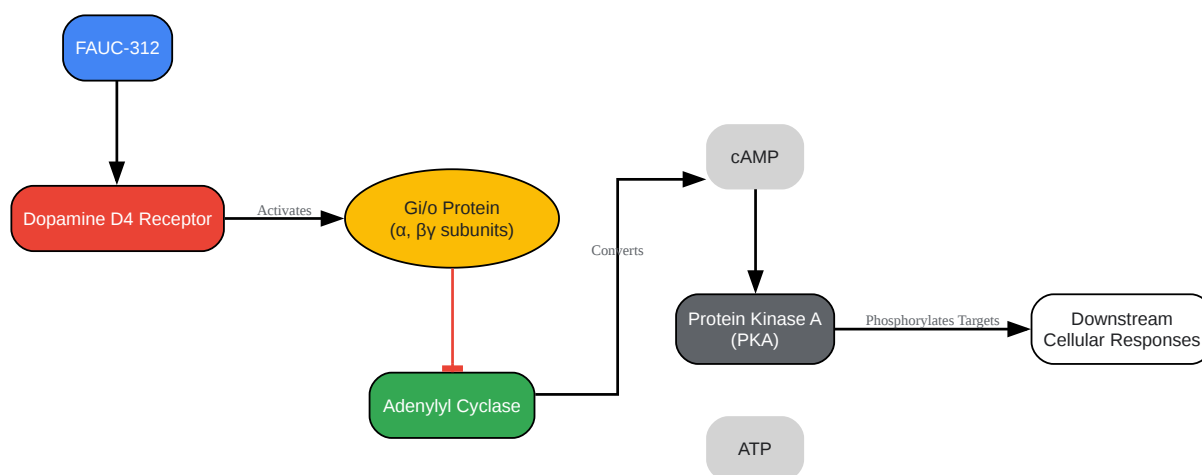 FAUC-312
Dopamine D4 Receptor
Activates
Gi/o Protein
(α, βγ subunits)
Adenylyl Cyclase
Converts
cAMP
Protein Kinase A
(PKA)
Phosphorylates Targets
Downstream
Cellular Responses
ATP